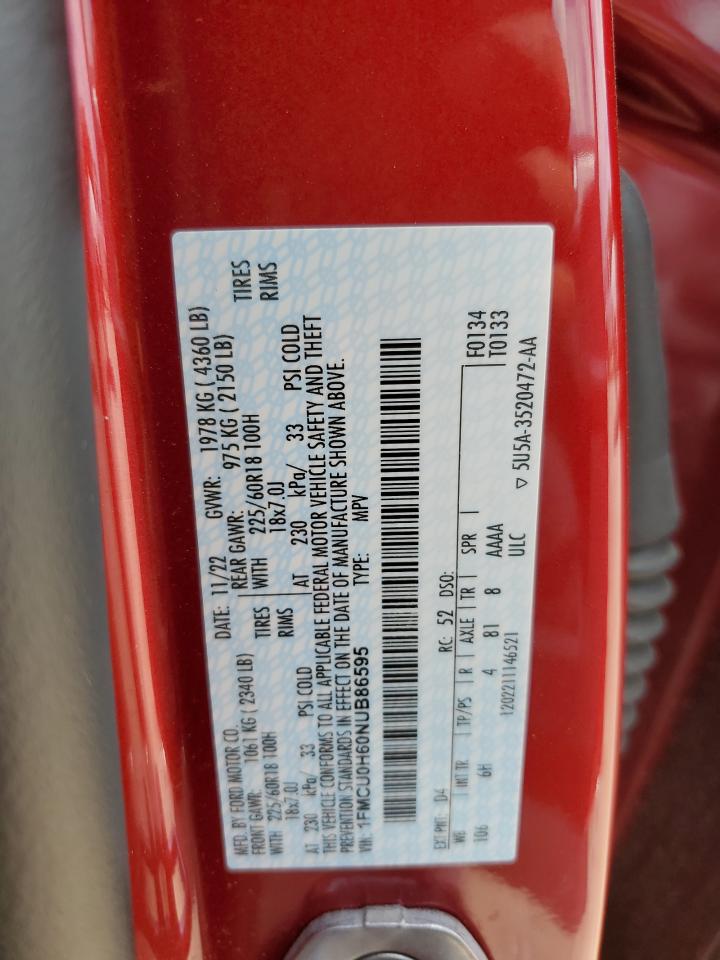 MFD. BY FORD MOTOR CO. DATE: 11/22 GVWR: 1978 KG ( 4360 LB)
FRONT GAWR: 1061 KG ( 2340 LB) REAR GAWR: 975 KG ( 2150 LB)
WITH 225/60R18 100H TIRES WITH 225/60R18 100H TIRES
18x7.0J RIMS 18x7.0J RIMS
AT 230 kPa/ 33 PSI COLD AT 230 kPa/ 33 PSI COLD
THIS VEHICLE CONFORMS TO ALL APPLICABLE FEDERAL MOTOR VEHICLE SAFETY AND THEFT
PREVENTION STANDARDS IN EFFECT ON THE DATE OF MANUFACTURE SHOWN ABOVE.
VIN: 1FMCU0H60NUB86595 TYPE: MPV
EXT PNT: D4 RC: 52 DSO:
WB INT TR TP/PS R AXLE TR SPR F0134
106 6H 4 81 8 AAAA T0133
120221114652​1 ULC
▽ 5U5A-3520472-AA